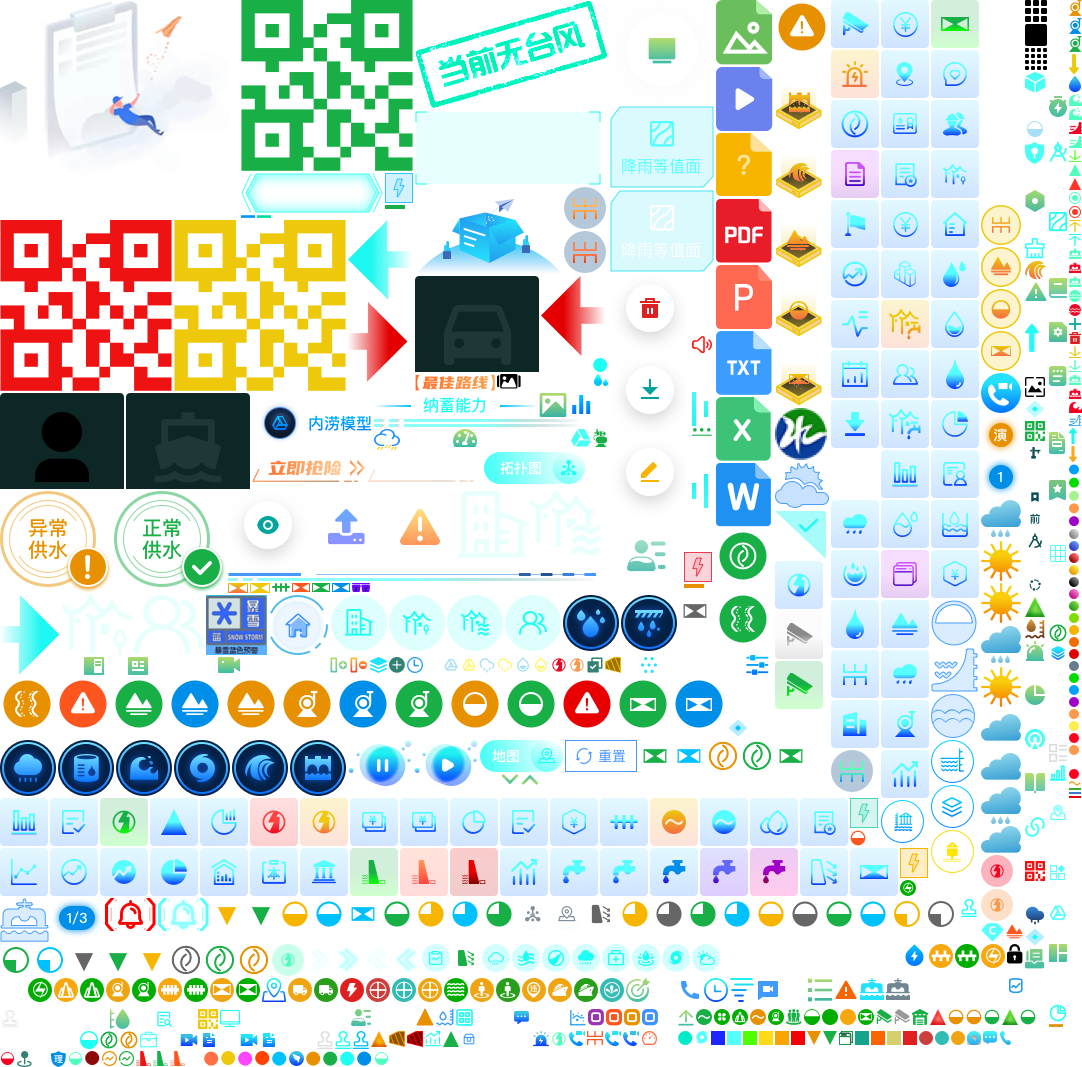 当前无台风
降雨等值面
降雨等值面
?
PDF
P
TXT
X
W
【最佳路线】
纳蓄能力
内涝模型
立即抢险
拓扑图
异常
供水
正常
供水
演
1
前
暴雪
SNOW STORM
暴雪蓝色预警
地图
重置
1/3
C
理